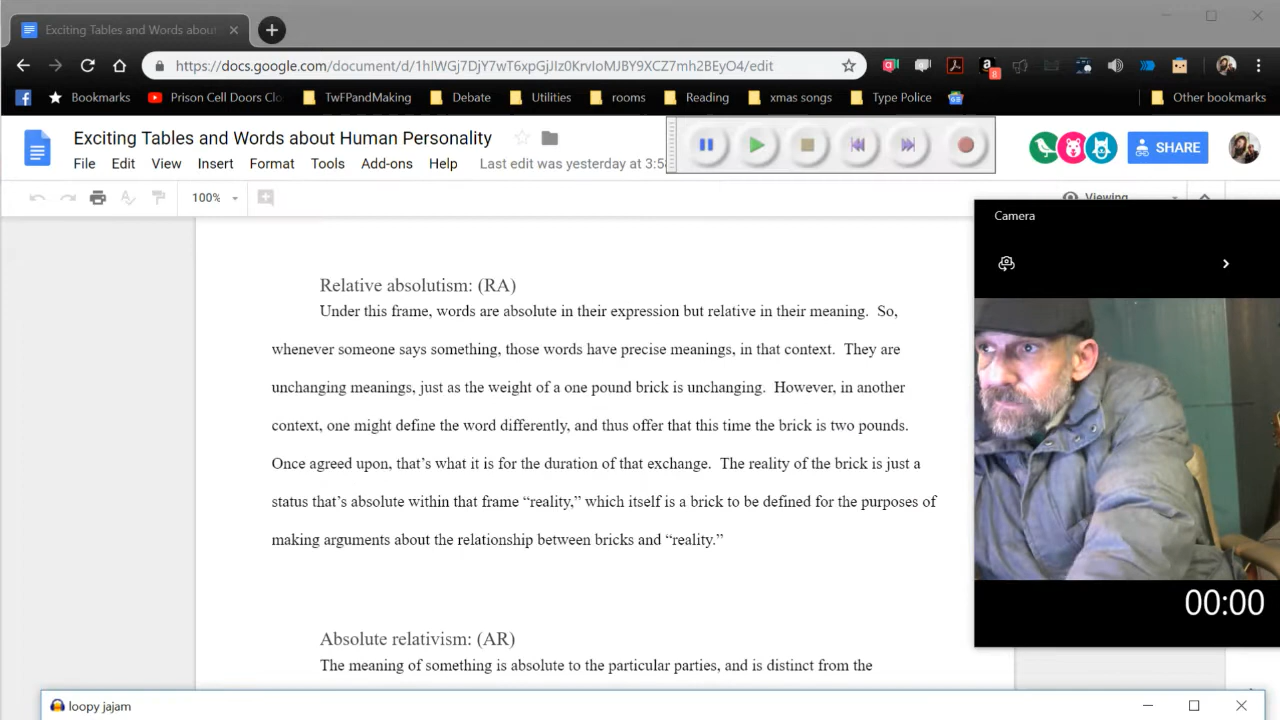 Exciting Tables and Words about
https://docs.google.com/document/d/1hIWGj7DjY7wT6xpGjJIz0KrvIoMJBY9XCZ7mh2BEyO4/edit
8
Bookmarks Prison Cell Doors Clo TwFPandMaking Debate Utilities rooms Reading xmas songs Type Police Other bookmarks
Exciting Tables and Words about Human Personality
File Edit View Insert Format Tools Add-ons Help Last edit was yesterday at 3:5
SHARE
100%
Viewing
Camera
Relative absolutism: (RA)
Under this frame, words are absolute in their expression but relative in their meaning. So,
whenever someone says something, those words have precise meanings, in that context. They are
unchanging meanings, just as the weight of a one pound brick is unchanging. However, in another
context, one might define the word differently, and thus offer that this time the brick is two pounds.
Once agreed upon, that’s what it is for the duration of that exchange. The reality of the brick is just a
status that’s absolute within that frame “reality,” which itself is a brick to be defined for the purposes of
making arguments about the relationship between bricks and “reality.”
00:00
Absolute relativism: (AR)
The meaning of something is absolute to the particular parties, and is distinct from the
loopy jajam